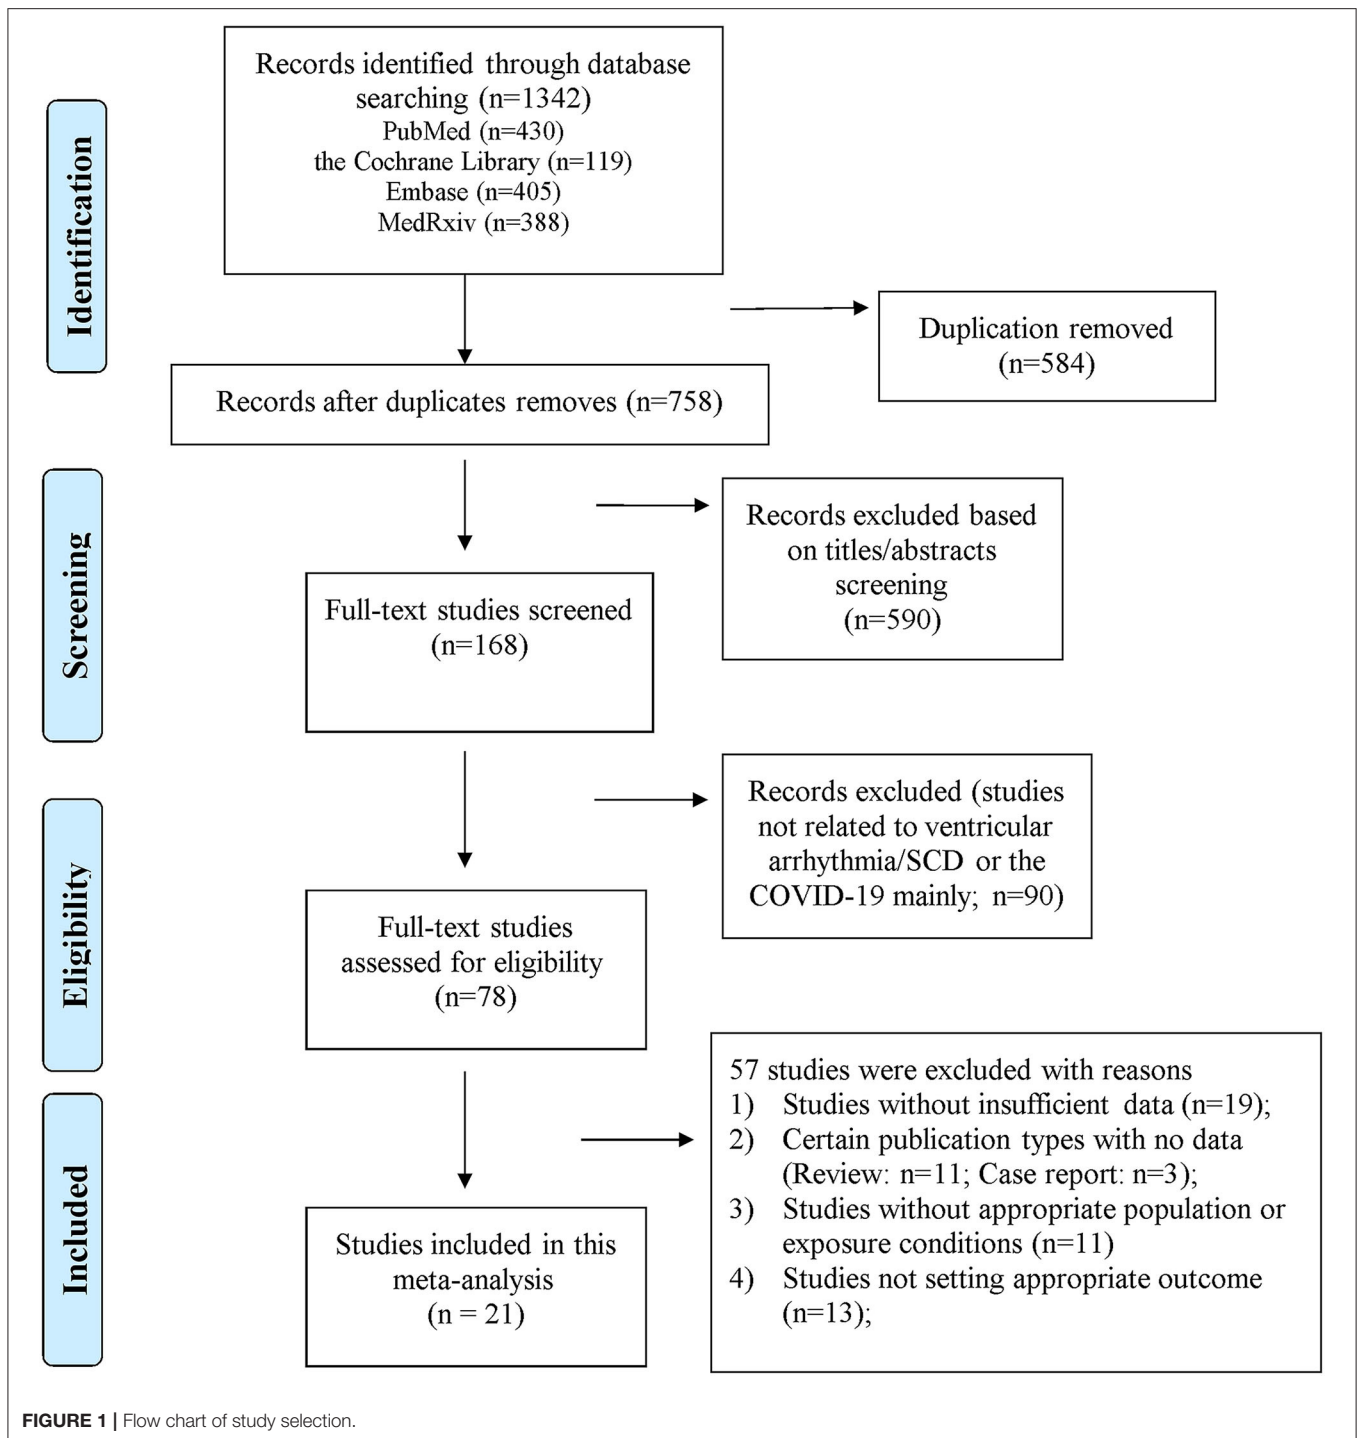 Identification
Records identified through database
searching (n=1342)
PubMed (n=430)
the Cochrane Library (n=119)
Embase (n=405)
MedRxiv (n=388)
Duplication removed
(n=584)
Records after duplicates removes (n=758)
Screening
Records excluded based
on titles/abstracts
screening
(n=590)
Full-text studies screened
(n=168)
Eligibility
Records excluded (studies
not related to ventricular
arrhythmia/SCD or the
COVID-19 mainly; n=90)
Full-text studies
assessed for eligibility
(n=78)
Included
57 studies were excluded with reasons
1) Studies without insufficient data (n=19);
2) Certain publication types with no data
(Review: n=11; Case report: n=3);
3) Studies without appropriate population or
exposure conditions (n=11)
4) Studies not setting appropriate outcome
(n=13);
Studies included in this
meta-analysis
(n = 21)
FIGURE 1 | Flow chart of study selection.